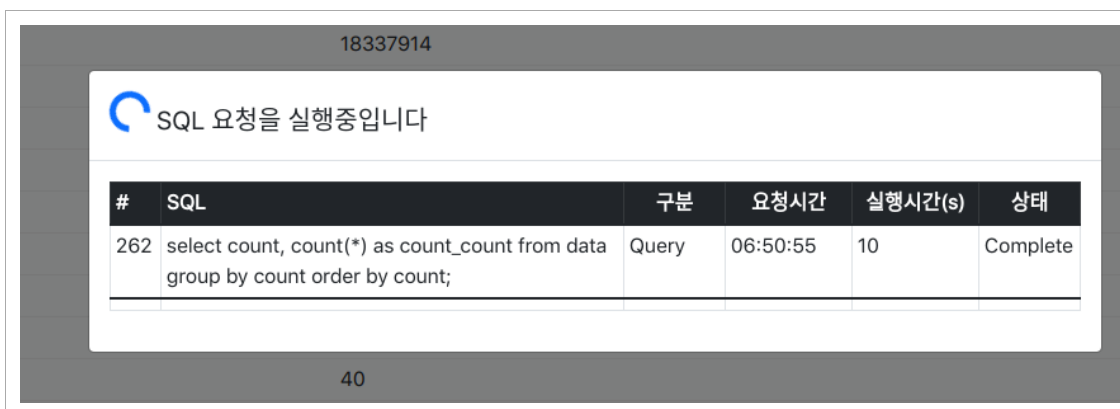 18337914
SQL 요청을 실행중입니다
# SQL 구분 요청시간 실행시간(s) 상태
262 select count, count(*) as count_count from data Query 06:50:55 10 Complete
group by count order by count;
40